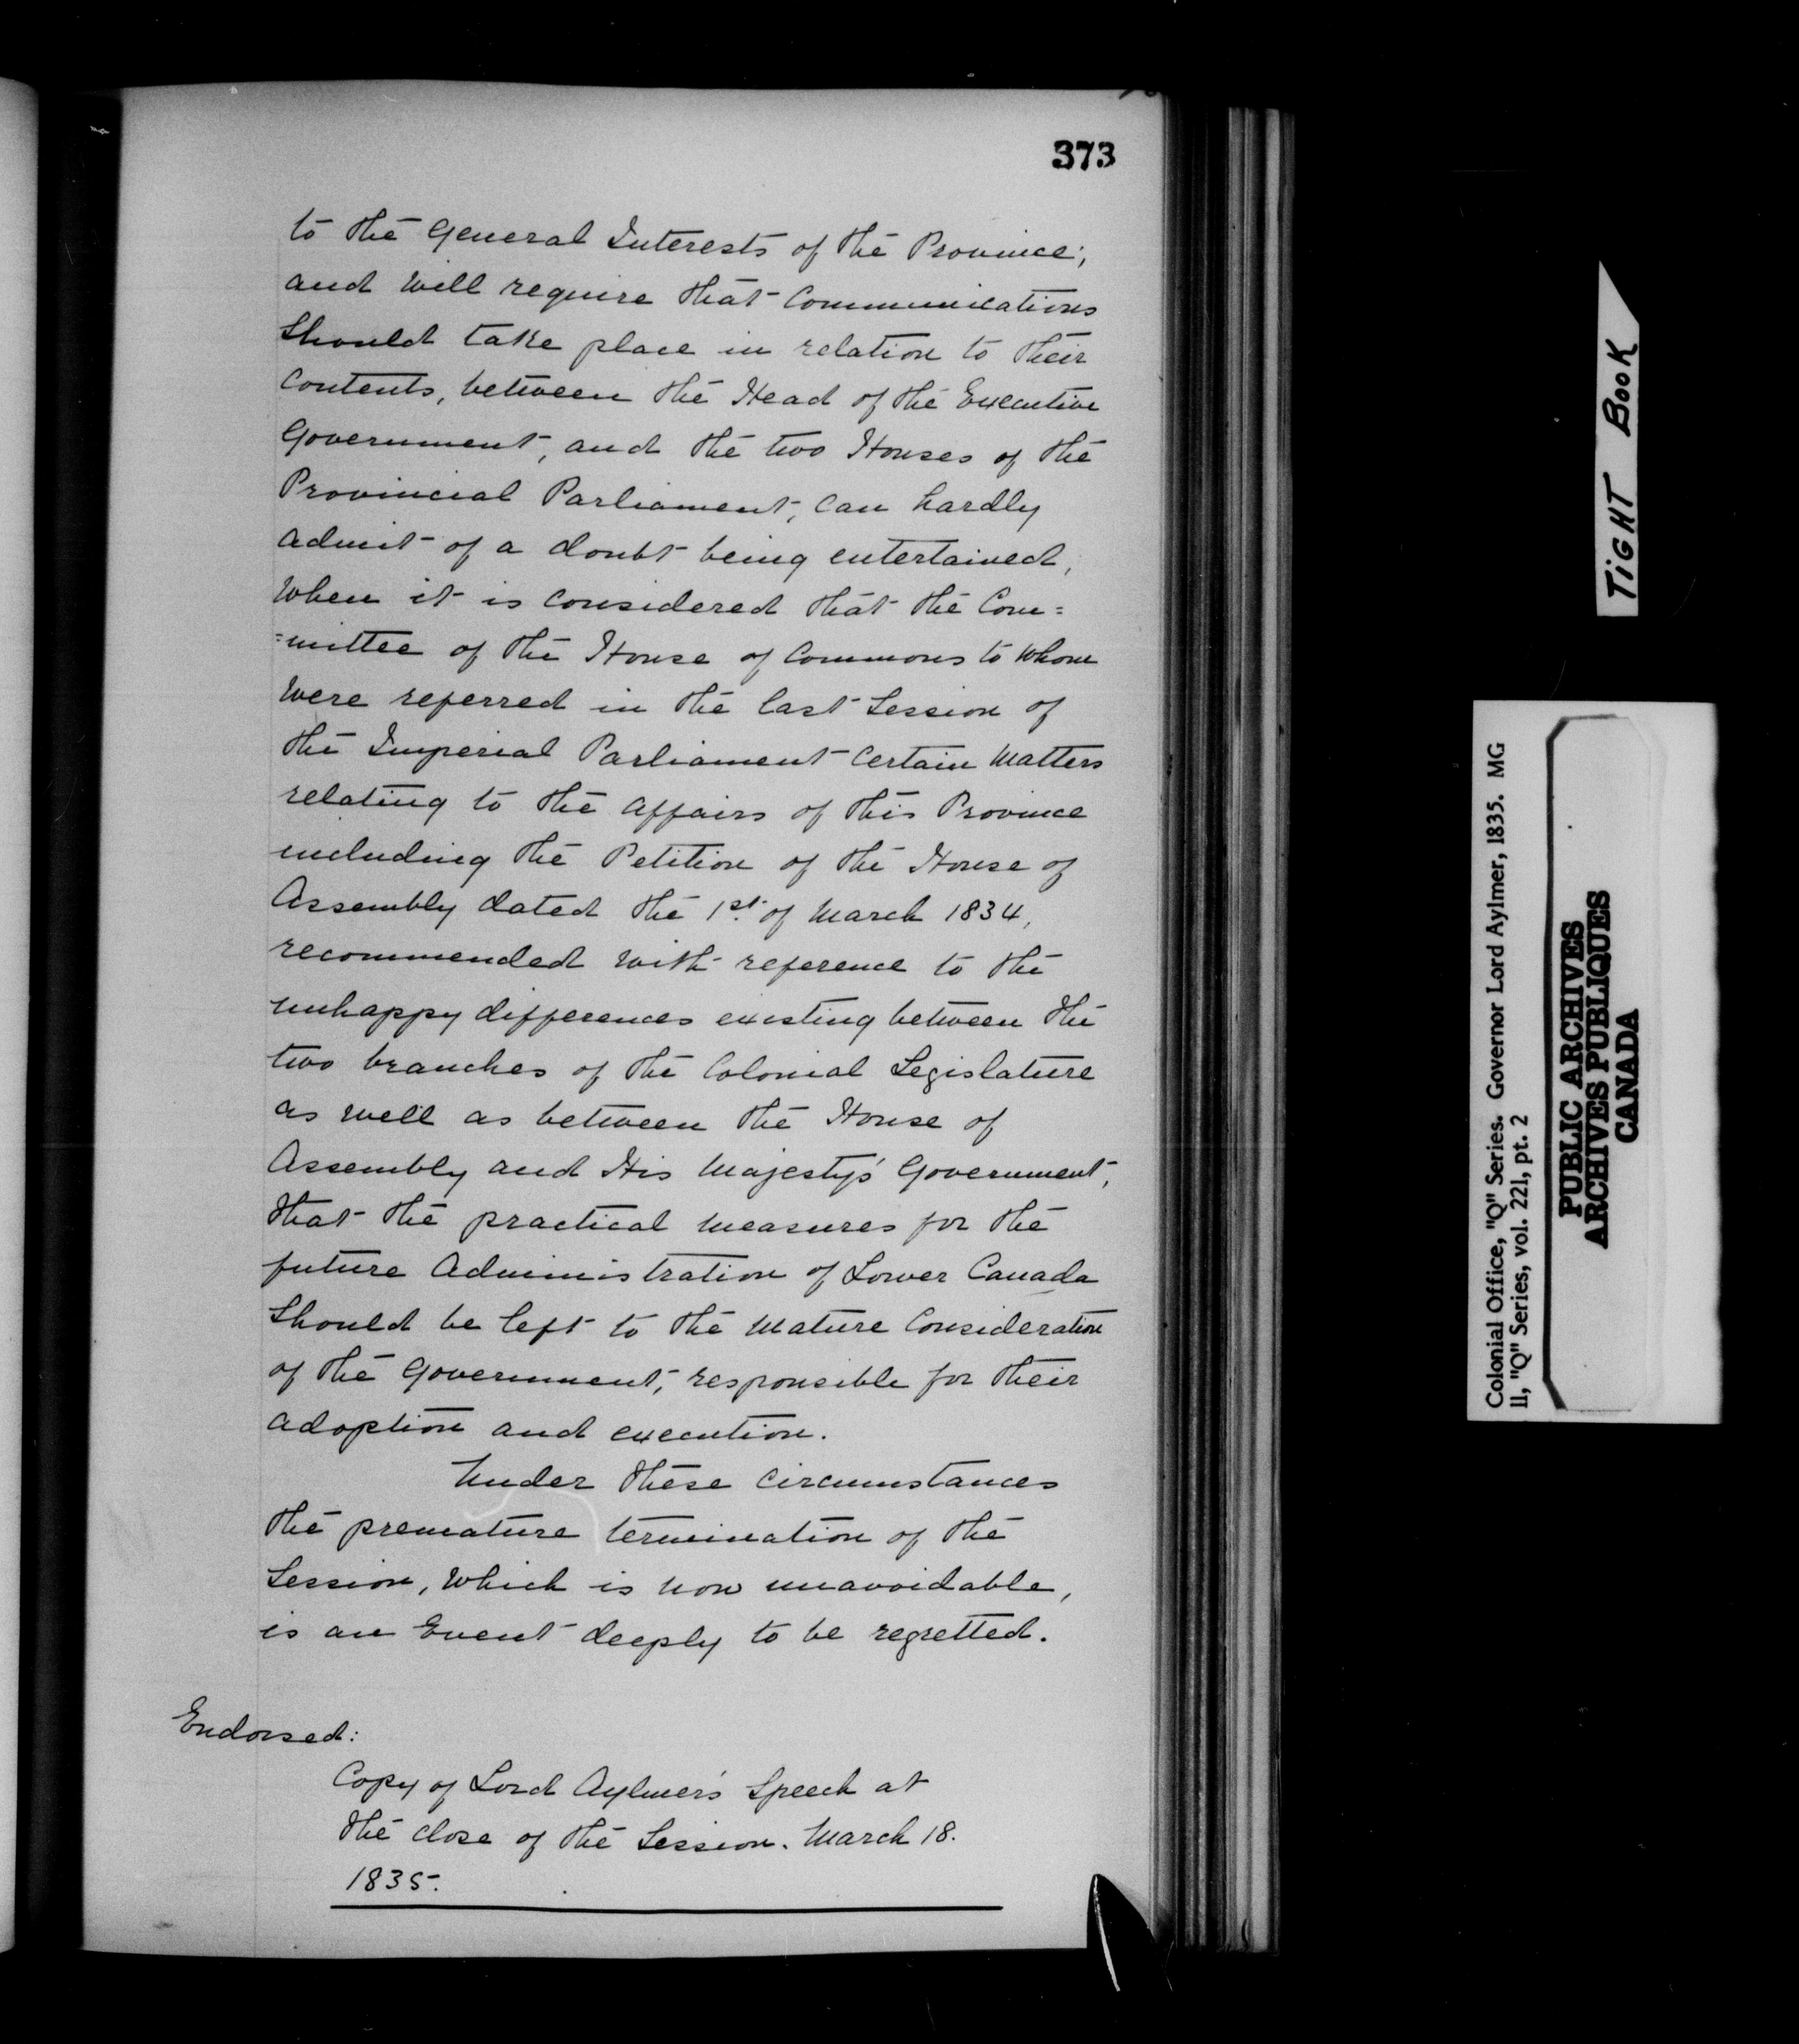 373
to the General Interests of the Province;
and will require that Communications
Should take place in relation to their
Contents, between the Head of the Executive
Government, and the two Houses of the
Provincial Parliament, Can hardly
admit of a doubt being entertained,
When it is Considered that the Com=
=mittee of the House of Commons to Whom
Were referred in the last Session of
the Imperial Parliament Certain Matters
relating to the Affairs of this Province
including the Petition of the House of
Assembly dated the 1st. of March 1834,
recommended with reference to the
unhappy differences existing between the
two branches of the Colonial Legislature
as well as between the House of
Assembly and His Majesty's Government,
that the practical Measures for the
future Administration of Lower Canada
Should be left to the Mature Consideration
of the Government, responsible for their
adoption and execution.
Under these Circumstances
the premature termination of the
Session, Which is now unavoidable,
is an Event deeply to be regretted.
Endorsed:
Copy of Lord Aylmer's Speech at
the close of the Session. March 18.
1835.
TIGHT BOOK
Colonial Office, "Q" Series. Governor Lord Aylmer, 1835. MG
11, "Q" Series, vol. 221, pt. 2
PUBLIC ARCHIVES
ARCHIVES PUBLIQUES
CANADA